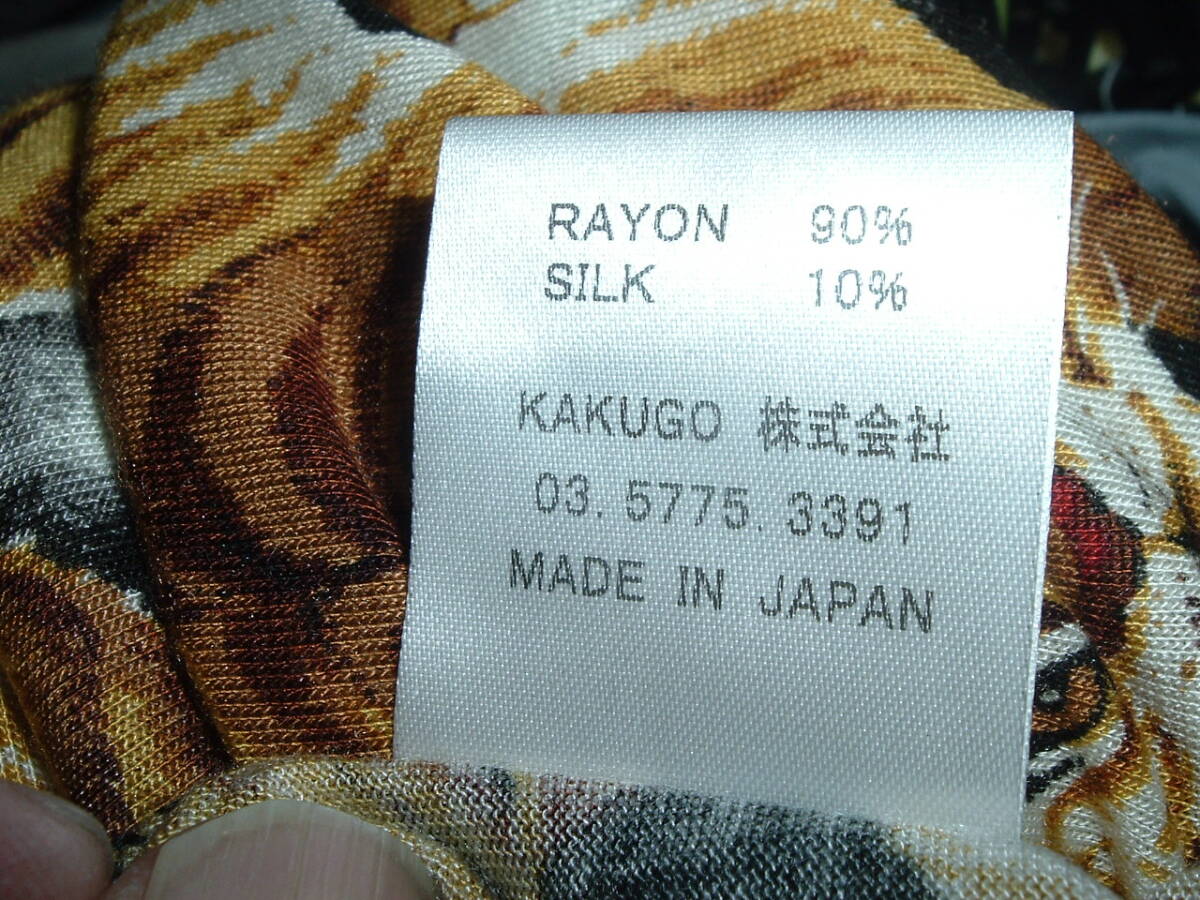 RAYON 90%
SILK 10%
KAKUGO 株式会社
03. 5775. 3391
MADE IN JAPAN